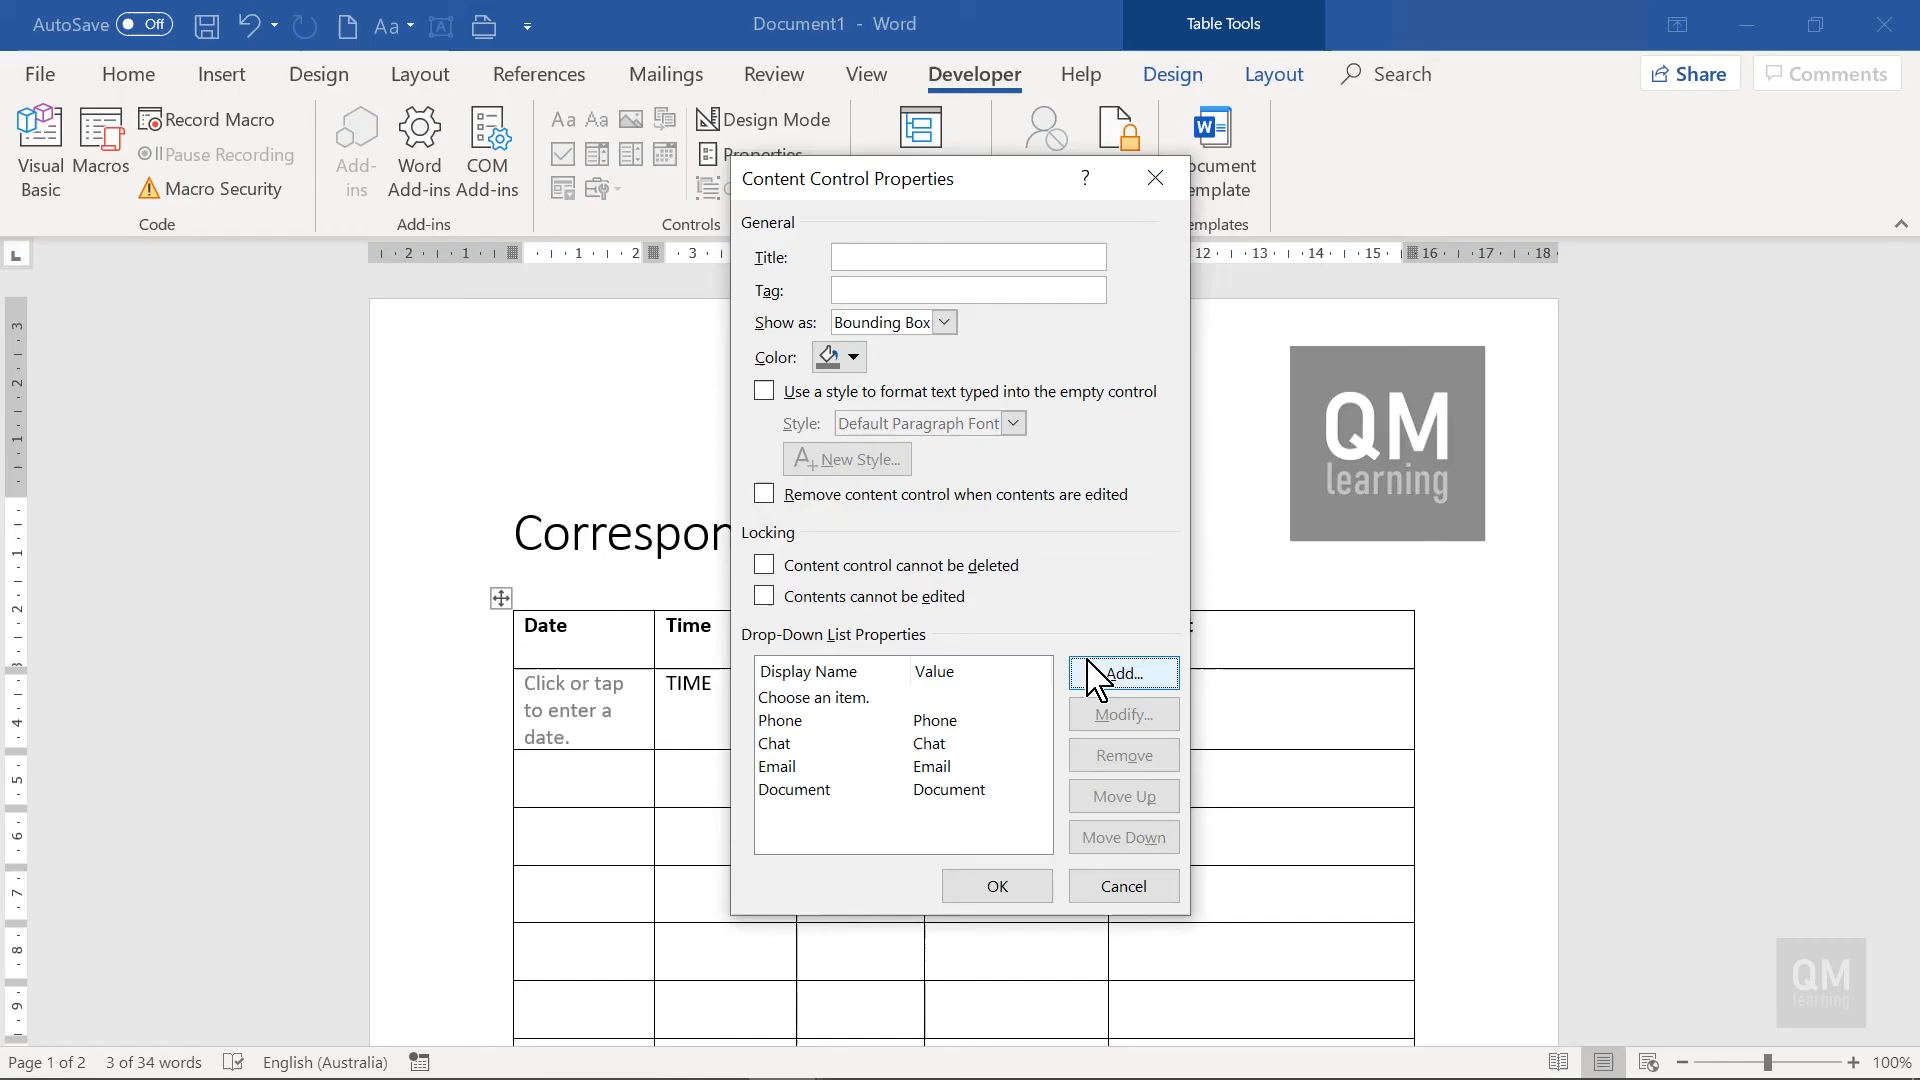 AutoSave Off
Document1 - Word
Table Tools
File Home Insert Design Layout References Mailings Review View Developer Help Design Layout Search
Share Comments
Visual Basic
Macros
Record Macro
Pause Recording
Macro Security
Code
Add-ins
Word Add-ins
COM Add-ins
Add-ins
Aa Aa
Design Mode
Properties
Controls
Content Control Properties ?
General
Title:
Tag:
Show as: Bounding Box
Color:
Use a style to format text typed into the empty control
Style: Default Paragraph Font
New Style...
Remove content control when contents are edited
Locking
Content control cannot be deleted
Contents cannot be edited
Drop-Down List Properties
Display Name Value
Choose an item.
Phone Phone
Chat Chat
Email Email
Document Document
Add...
Modify...
Remove
Move Up
Move Down
OK Cancel
QM
learning
Correspon
Date Time
Click or tap
to enter a
date.
TIME
QM
learning
Page 1 of 2 3 of 34 words English (Australia) 100%